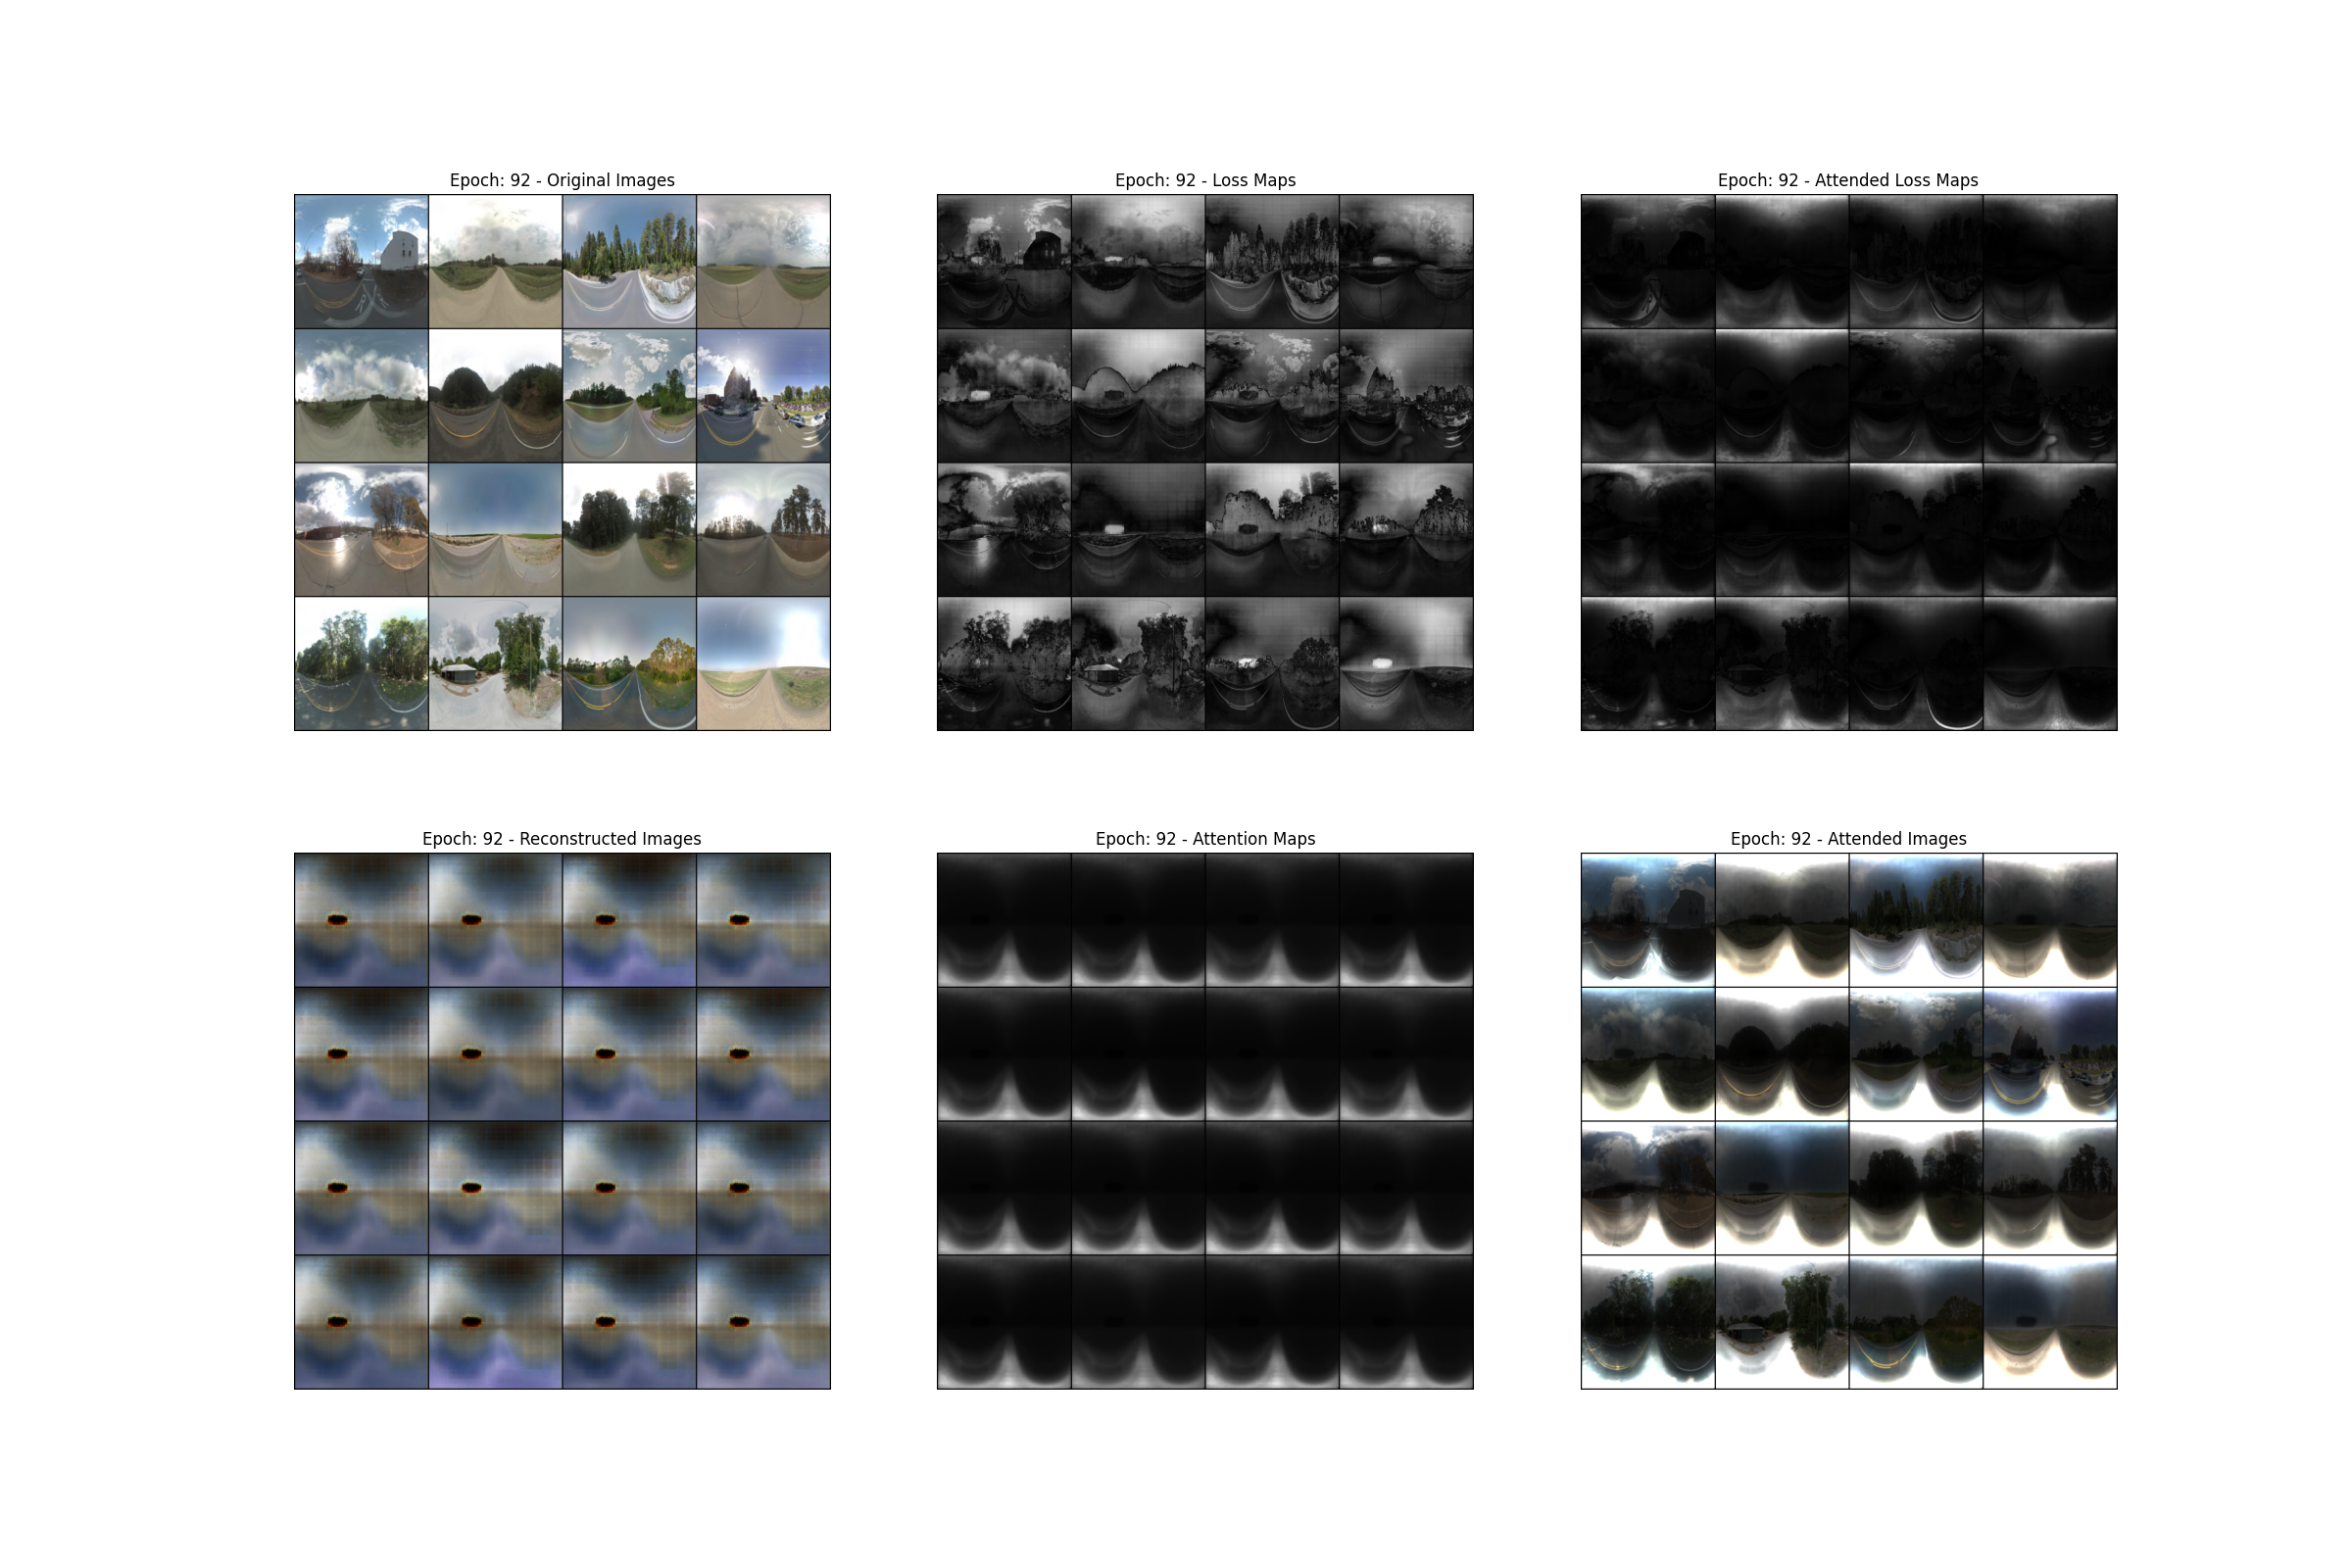 Epoch: 92 - Original Images
Epoch: 92 - Loss Maps
Epoch: 92 - Attended Loss Maps
Epoch: 92 - Reconstructed Images
Epoch: 92 - Attention Maps
Epoch: 92 - Attended Images